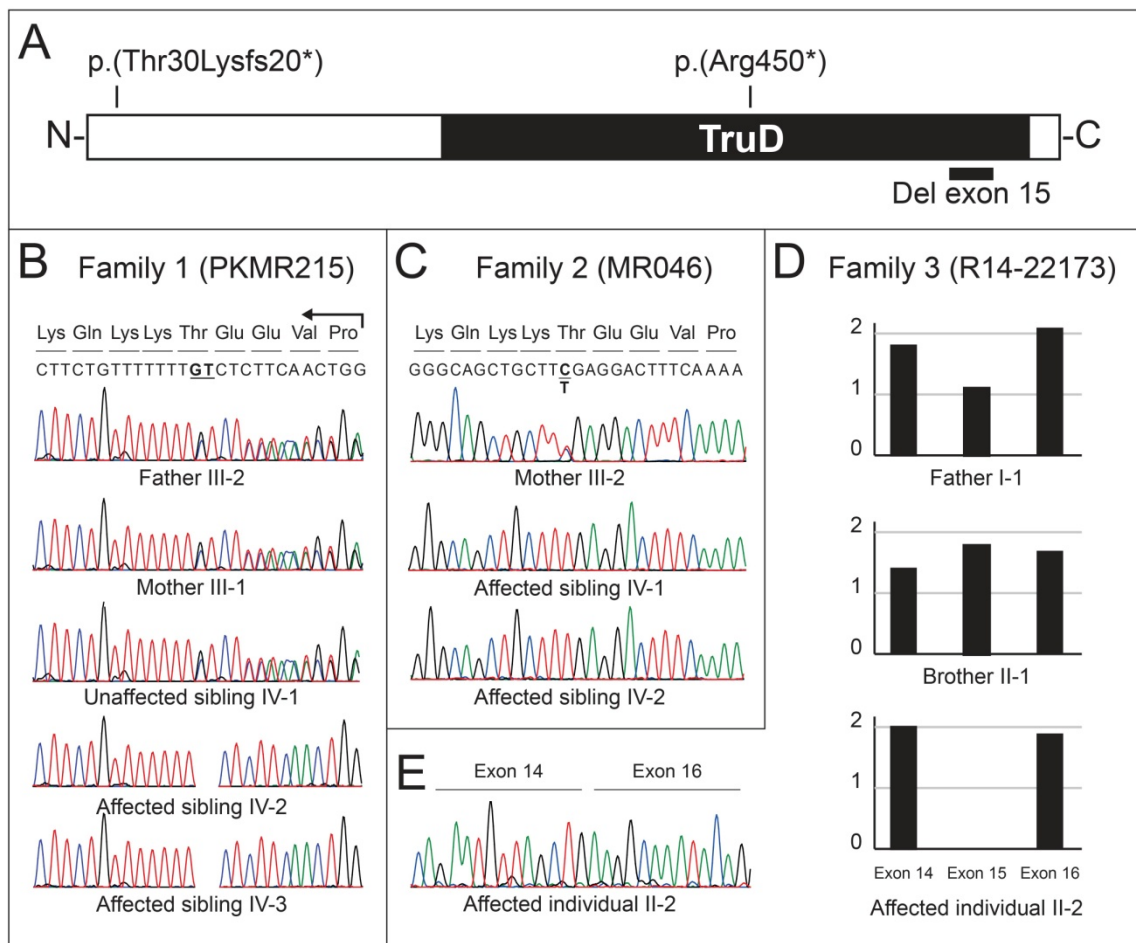 A
p.(Thr30Lysfs20*)
p.(Arg450*)
N-
TruD
-C
Del exon 15
B Family 1 (PKMR215)
Lys Gln Lys Lys Thr Glu Glu Val Pro
CTTCTGTTTTTTTGTCTCTTCAACTGG
Father III-2
Mother III-1
Unaffected sibling IV-1
Affected sibling IV-2
Affected sibling IV-3
C Family 2 (MR046)
Lys Gln Lys Lys Thr Glu Glu Val Pro
GGGCAGCTGCTTCGAGGACTTTCAAAA
T
Mother III-2
Affected sibling IV-1
Affected sibling IV-2
D Family 3 (R14-22173)
2
1
0
Father I-1
2
1
0
Brother II-1
2
1
0
Exon 14 Exon 15 Exon 16
Affected individual II-2
E
Exon 14 Exon 16
Affected individual II-2